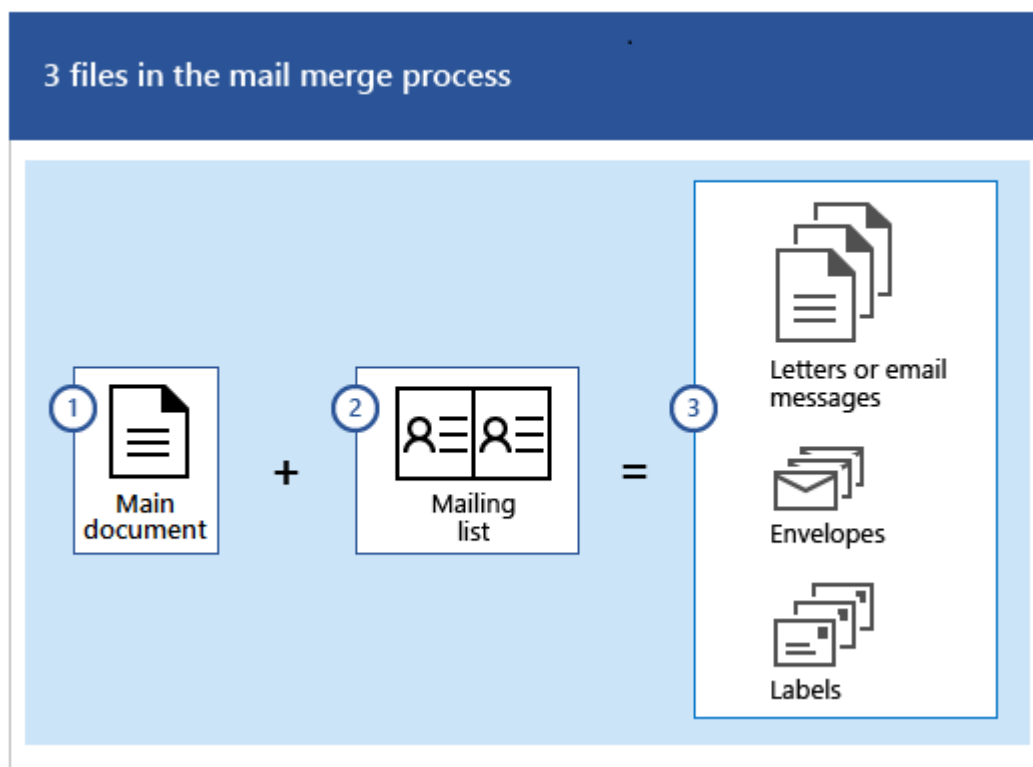 3 files in the mail merge process
1
Main
document
+
2
Mailing
list
=
3
Letters or email
messages
Envelopes
Labels